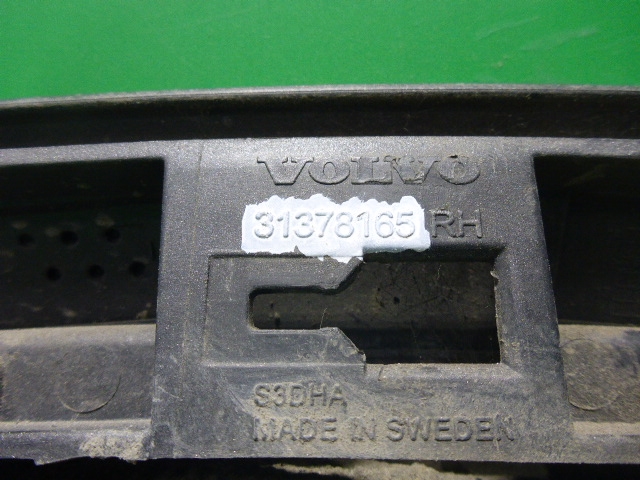 VOLVO
31378165 RH
S3DHA
MADE IN SWEDEN